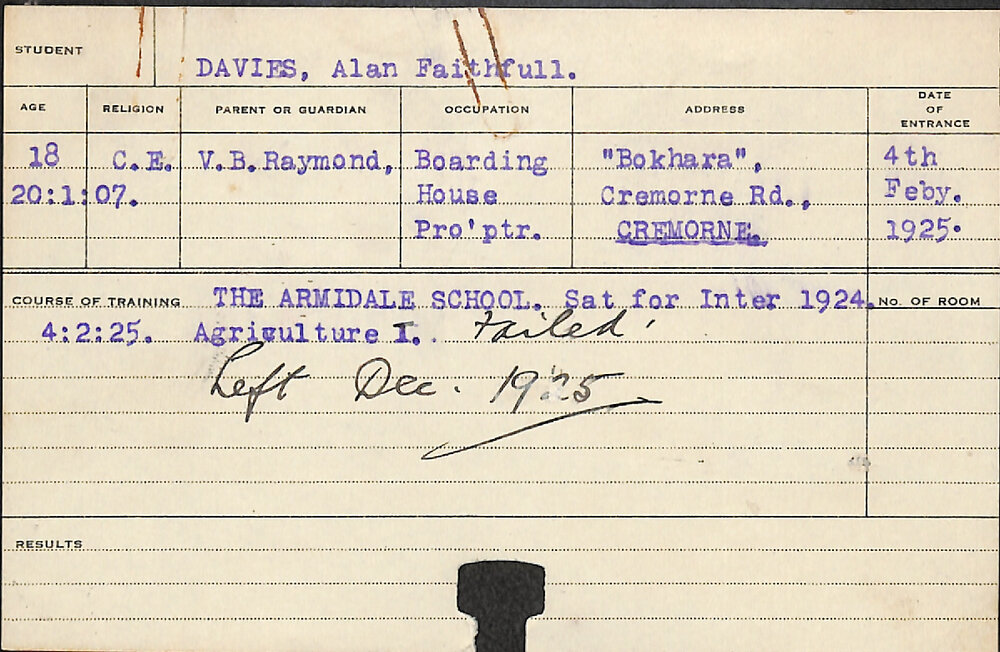 STUDENT
DAVIES, Alan Faithfull.
AGE RELIGION PARENT OR GUARDIAN OCCUPATION ADDRESS DATE OF ENTRANCE
18 C.E. V.B.Raymond, Boarding "Bokhara", 4th
20:1:07. House Cremorne Rd., Feby.
Pro'ptr. CREMORNE. 1925.
COURSE OF TRAINING THE ARMIDALE SCHOOL. Sat for Inter 1924. No. OF ROOM
4:2:25. Agriculture I. Failed.
Left Dec. 1925
RESULTS